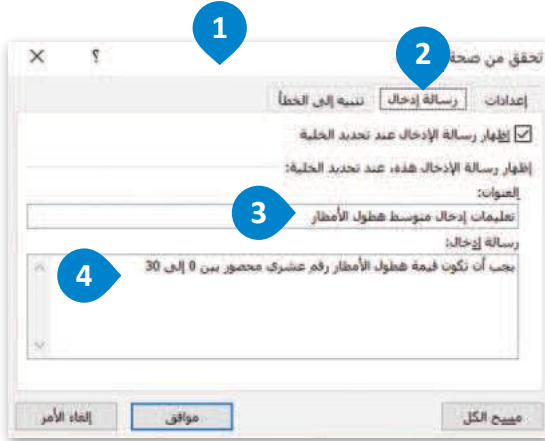 1
2
تحقق من صحة
؟ ×
إعدادات رسالة إدخال تنبيه إلى الخطأ
إظهار رسالة الإدخال عند تحديد الخلية
إظهار رسالة الإدخال هذه، عند تحديد الخلية:
العنوان:
تعليمات إدخال متوسط هطول الأمطار
3
رسالة إدخال:
يجب أن تكون قيمة هطول الأمطار رقم عشري محصور بين 0 إلى 30
4
مسح الكل موافق إلغاء الأمر